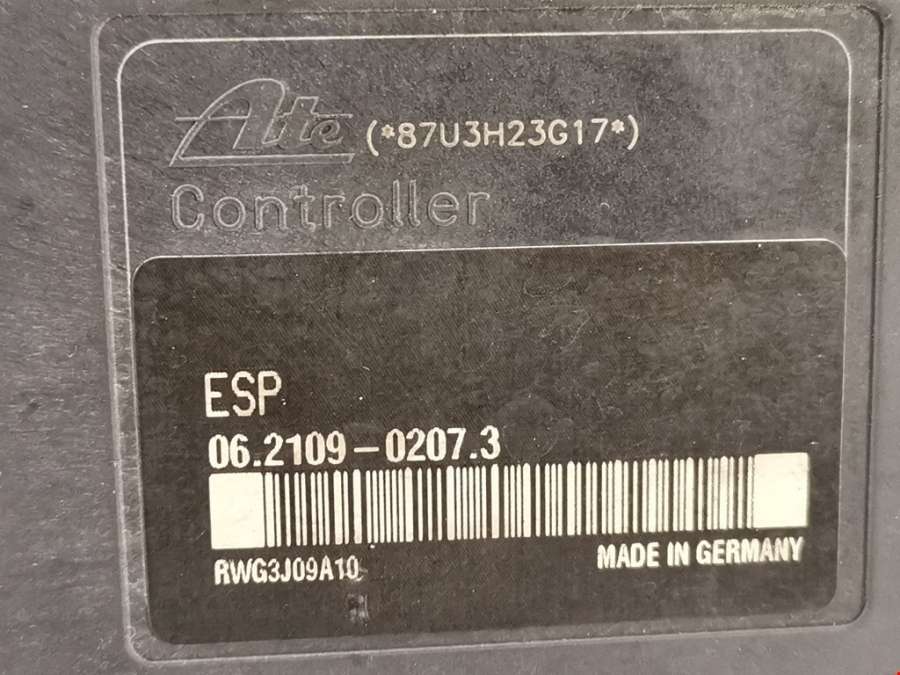 Ate (*87U3H23G17*)
Controller
ESP
06.2109-0207.3
RWG3J09A10
MADE IN GERMANY